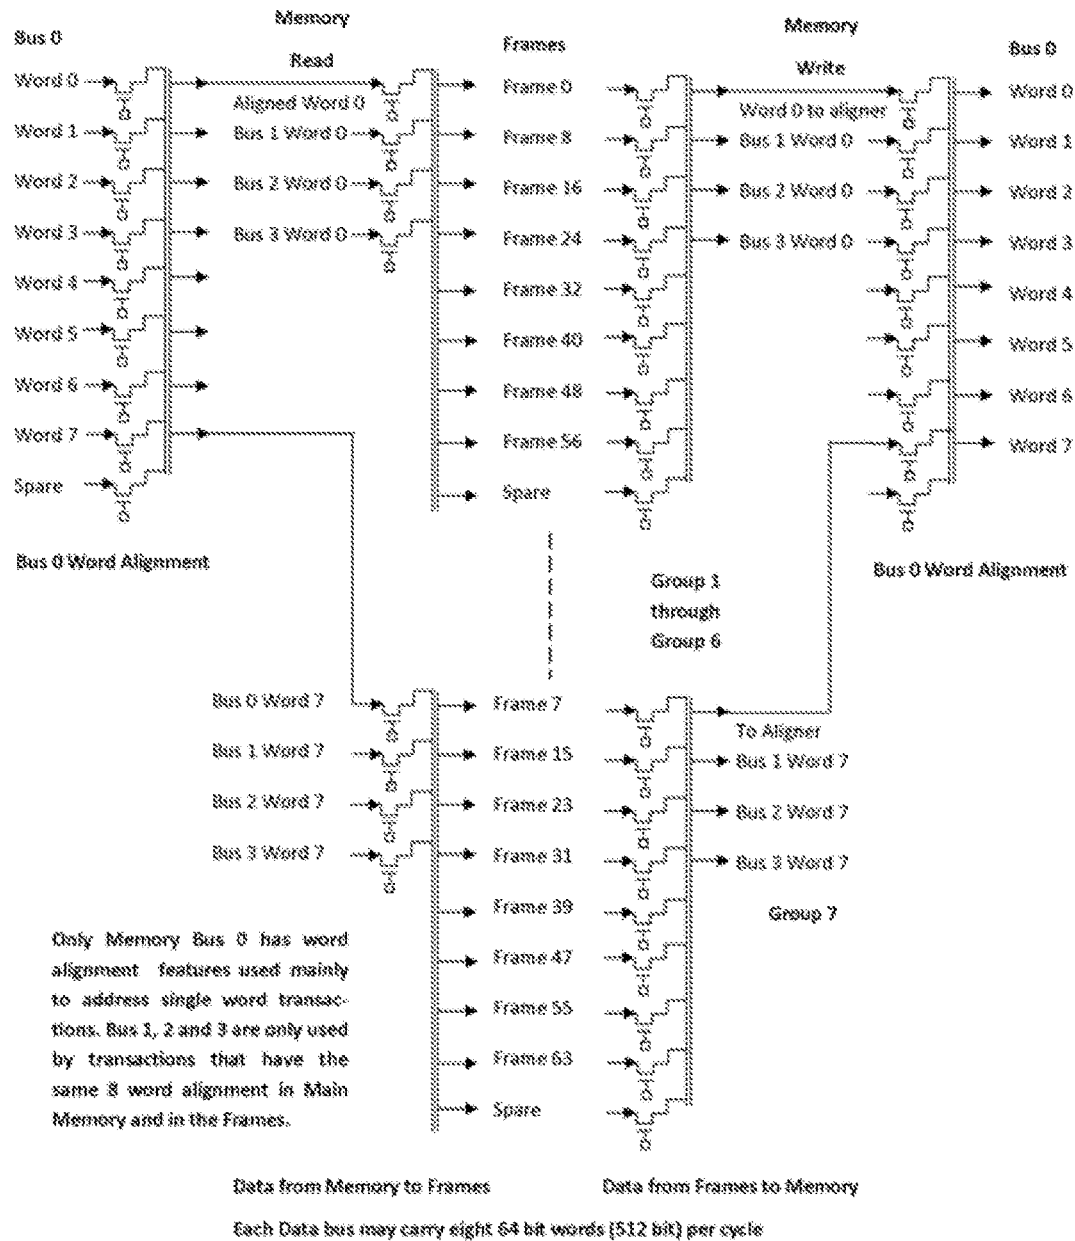 Memory
Memory
Bus 0
Frames
Bus 0
Read
Write
Word 0
Frame 0
Word 0
Aligned Word 0
Word 0 to aligner
Word 1
Bus 1 Word 0
Frame 8
Bus 1 Word 0
Word 1
Word 2
Bus 2 Word 0
Frame 16
Bus 2 Word 0
Word 2
Word 3
Bus 3 Word 0
Frame 24
Bus 3 Word 0
Word 3
Word 4
Frame 32
Word 4
Word 5
Frame 40
Word 5
Word 6
Frame 48
Word 6
Word 7
Frame 56
Word 7
Spare
Spare
Bus 0 Word Alignment
Bus 0 Word Alignment
Group 1
through
Group 6
Bus 0 Word 7
Frame 7
To Aligner
Bus 1 Word 7
Frame 15
Bus 1 Word 7
Bus 2 Word 7
Frame 23
Bus 2 Word 7
Bus 3 Word 7
Frame 31
Bus 3 Word 7
Frame 39
Group 7
Frame 47
Frame 55
Frame 63
Spare
Only Memory Bus 0 has word
alignment features used mainly
to address single word transac-
tions. Bus 1, 2 and 3 are only used
by transactions that have the
same 8 word alignment in Main
Memory and in the Frames.
Data from Memory to Frames
Data from Frames to Memory
Each Data bus may carry eight 64 bit words (512 bit) per cycle